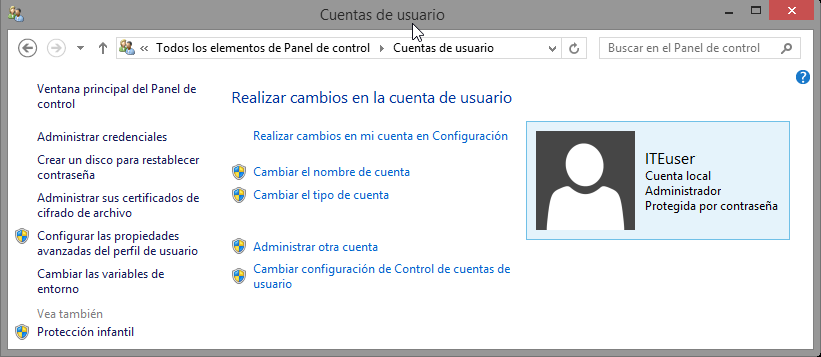 Cuentas de usuario
Todos los elementos de Panel de control
Cuentas de usuario
Buscar en el Panel de control
Ventana principal del Panel de
control
Administrar credenciales
Crear un disco para restablecer
contraseña
Administrar sus certificados de
cifrado de archivo
Configurar las propiedades
avanzadas del perfil de usuario
Cambiar las variables de
entorno
Vea también
Protección infantil
Realizar cambios en la cuenta de usuario
Realizar cambios en mi cuenta en Configuración
Cambiar el nombre de cuenta
Cambiar el tipo de cuenta
Administrar otra cuenta
Cambiar configuración de Control de cuentas de
usuario
ITEuser
Cuenta local
Administrador
Protegida por contraseña